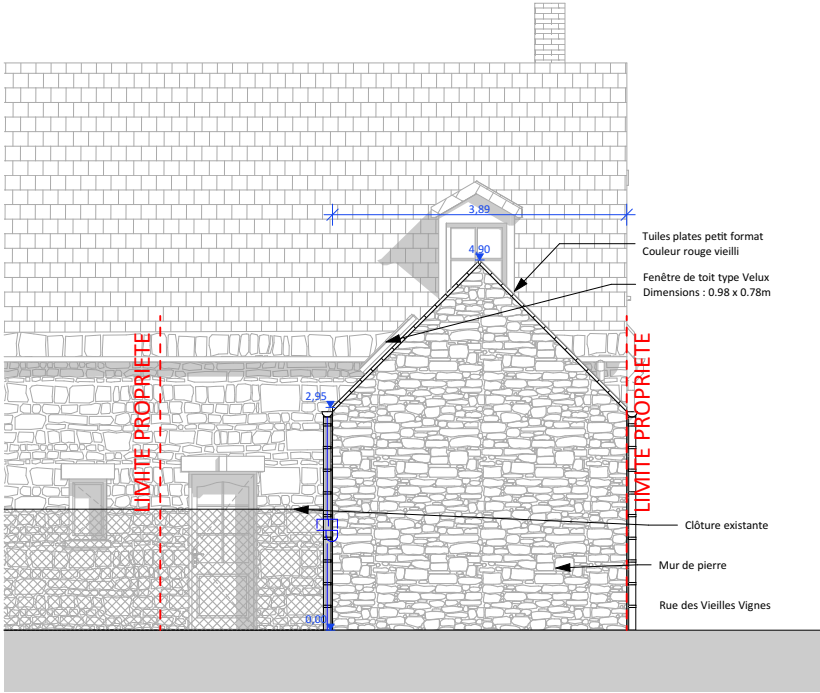 3,89
4,90
Tuiles plates petit format
Couleur rouge vieilli
Fenêtre de toit type Velux
Dimensions : 0.98 x 0.78m
LIMITE PROPRIETE
LIMITE PROPRIETE
2,95
Clôture existante
Mur de pierre
Rue des Vieilles Vignes
0,00